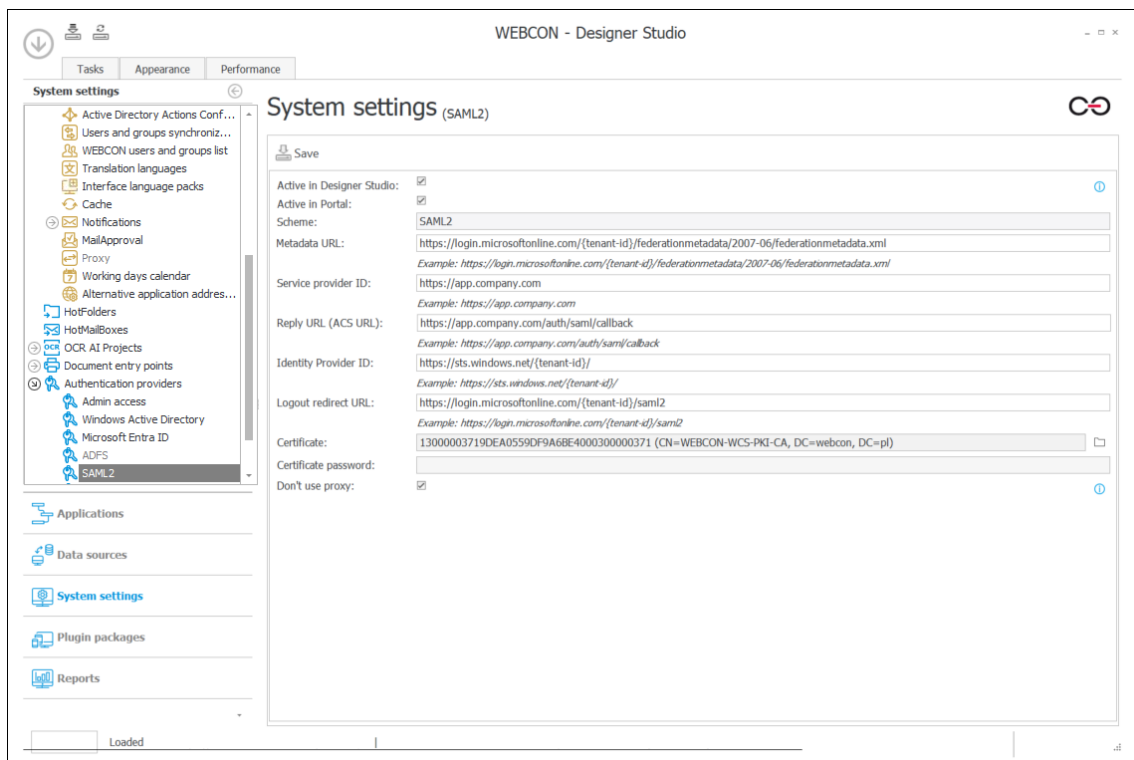 WEBCON - Designer Studio
Tasks Appearance Performance
System settings
Active Directory Actions Conf...
Users and groups synchroniz...
WEBCON users and groups list
Translation languages
Interface language packs
Cache
Notifications
MailApproval
Proxy
Working days calendar
Alternative application addres...
HotFolders
HotMailBoxes
OCR AI Projects
Document entry points
Authentication providers
Admin access
Windows Active Directory
Microsoft Entra ID
ADFS
SAML2
Applications
Data sources
System settings
Plugin packages
Reports
System settings (SAML2)
Save
Active in Designer Studio:
Active in Portal:
Scheme: SAML2
Metadata URL: https://login.microsoftonline.com/{tenant-id}/federationmetadata/2007-06/federationmetadata.xml
Example: https://login.microsoftonline.com/{tenant-id}/federationmetadata/2007-06/federationmetadata.xml
Service provider ID: https://app.company.com
Example: https://app.company.com
Reply URL (ACS URL): https://app.company.com/auth/saml/callback
Example: https://app.company.com/auth/saml/callback
Identity Provider ID: https://sts.windows.net/{tenant-id}/
Example: https://sts.windows.net/{tenant-id}/
Logout redirect URL: https://login.microsoftonline.com/{tenant-id}/saml2
Example: https://login.microsoftonline.com/{tenant-id}/saml2
Certificate: 13000003719DEA0559DF9A6BE4000300000371 (CN=WEBCON-WCS-PKI-CA, DC=webcon, DC=pl)
Certificate password:
Don't use proxy:
Loaded